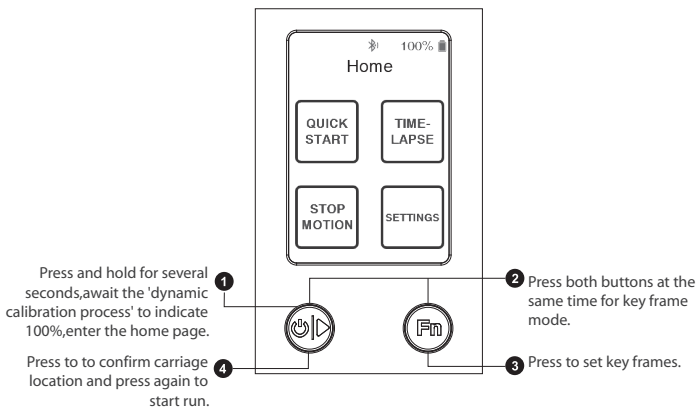 100%
Home
QUICK
START
TIME-
LAPSE
STOP
MOTION
SETTINGS
1
Press and hold for several
seconds,await the 'dynamic
calibration process' to indicate
100%,enter the home page.
2
Press both buttons at the
same time for key frame
mode.
Fn
4
Press to to confirm carriage
location and press again to
start run.
3
Press to set key frames.